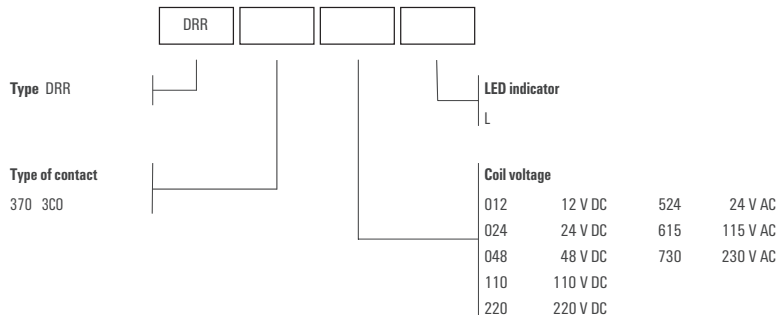 DRR
Type DRR
LED indicator
L
Type of contact
370 3CO
Coil voltage
012 12 V DC 524 24 V AC
024 24 V DC 615 115 V AC
048 48 V DC 730 230 V AC
110 110 V DC
220 220 V DC